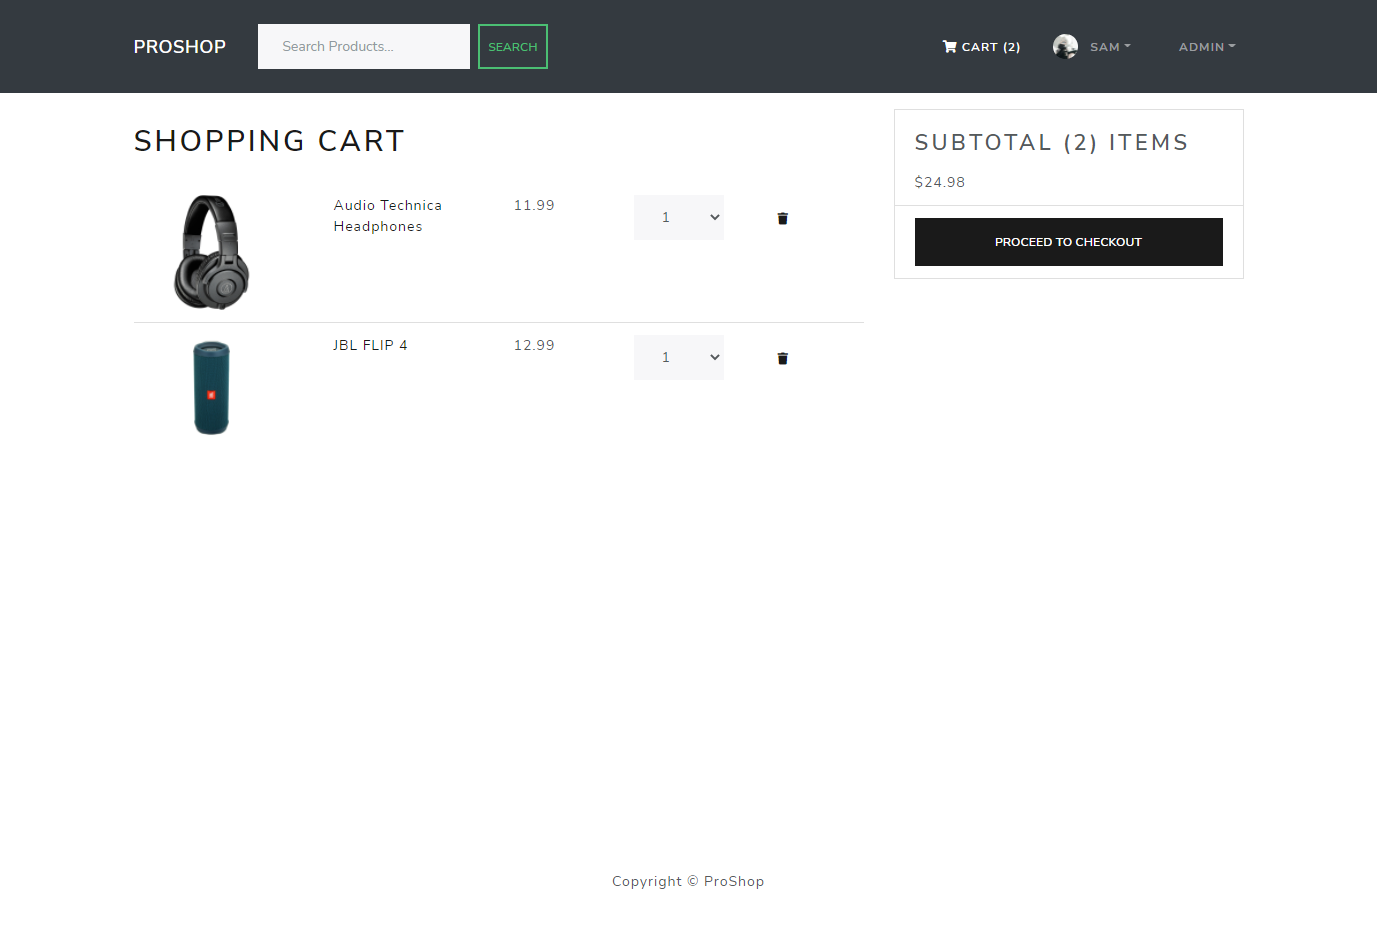 PROSHOP
Search Products...
SEARCH
CART (2)
SAM
ADMIN
SHOPPING CART
Audio Technica
Headphones
11.99
1
JBL FLIP 4
12.99
1
SUBTOTAL (2) ITEMS
$24.98
PROCEED TO CHECKOUT
Copyright © ProShop